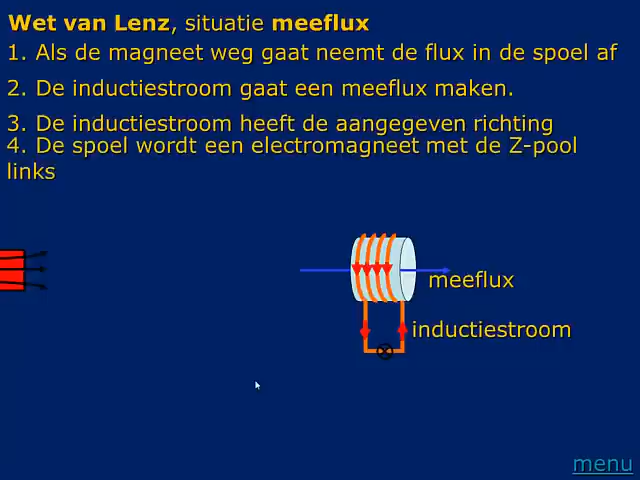 Wet van Lenz, situatie meeflux
1. Als de magneet weg gaat neemt de flux in de spoel af
2. De inductiestroom gaat een meeflux maken.
3. De inductiestroom heeft de aangegeven richting
4. De spoel wordt een electromagneet met de Z-pool
links
meeflux
inductiestroom
menu